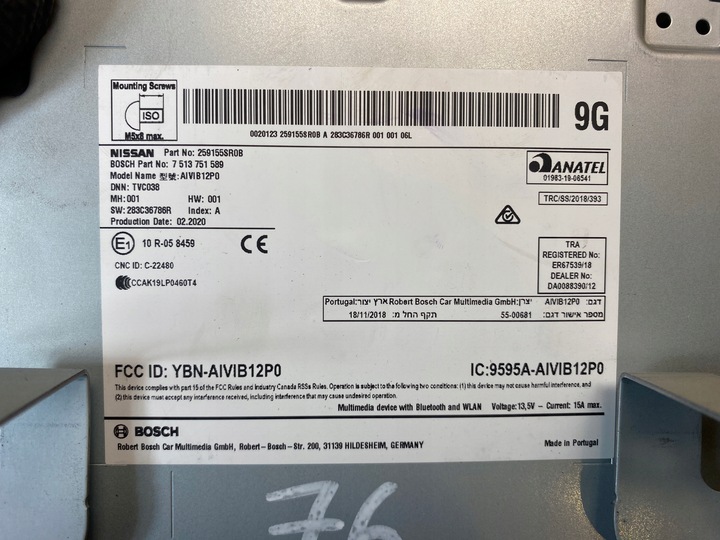 Mounting Screws
ISO
M5x8 max.
0020123 259155SR0B A 283C36786R 001 001 06L
9G
NISSAN Part No: 259155SR0B
BOSCH Part No: 7 513 751 589
Model Name 型號: AIVIB12P0
DNN: TVC038
MH: 001 HW: 001
SW: 283C36786R Index: A
Production Date: 02.2020
ANATEL
01983-19-06541
TRC/SS/2018/393
E1 10 R-05 8459
CE
CNC ID: C-22480
CCAK19LP0460T4
TRA
REGISTERED No:
ER67539/18
DEALER No:
DA0088390/12
דגם: AIVIB12P0 יצרן: Robert Bosch Car Multimedia GmbH ארץ יצור: Portugal
מספר אישור דגם: 55-00681 תקף החל מ: 18/11/2018
FCC ID: YBN-AIVIB12P0
IC:9595A-AIVIB12P0
This device complies with part 15 of the FCC Rules and Industry Canada RSSs Rules. Operation is subject to the following two conditions: (1) this device may not cause harmful interference, and
(2) this device must accept any interference received, including interference that may cause undesired operation.
Multimedia device with Bluetooth and WLAN Voltage: 13,5V - Current: 15A max.
BOSCH
Robert Bosch Car Multimedia GmbH, Robert-Bosch-Str. 200, 31139 HILDESHEIM, GERMANY
Made in Portugal
76